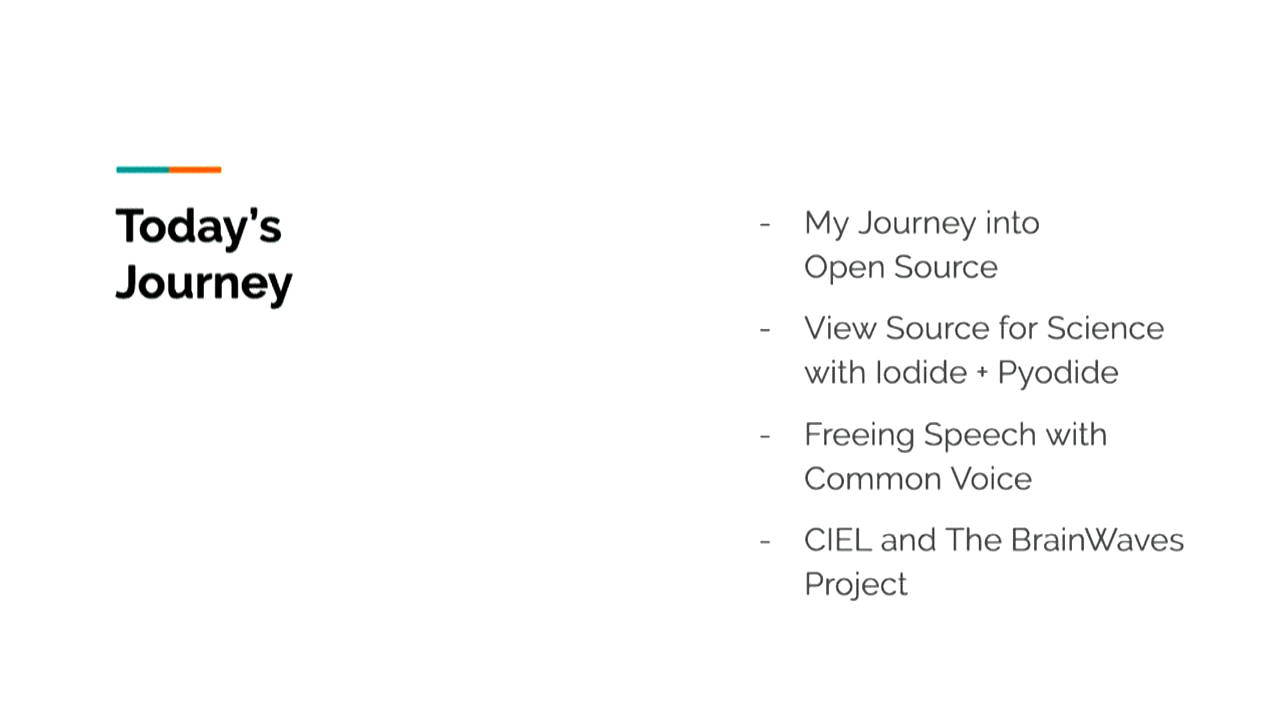 Today’s
Journey
- My Journey into
Open Source
- View Source for Science
with Iodide + Pyodide
- Freeing Speech with
Common Voice
- CIEL and The BrainWaves
Project